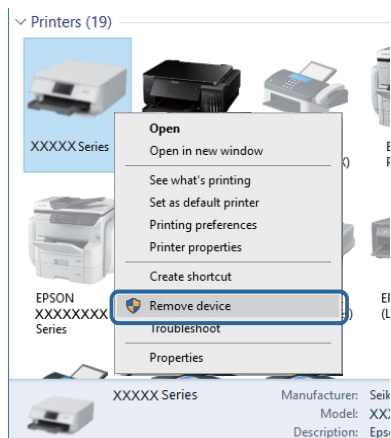 Printers (19)
XXXXX Series
Open
Open in new window
See what's printing
Set as default printer
Printing preferences
Printer properties
Create shortcut
Remove device
Troubleshoot
Properties
EPSON
XXXXXXXX
Series
XXXXX Series
Manufacturer:
Model:
Description: